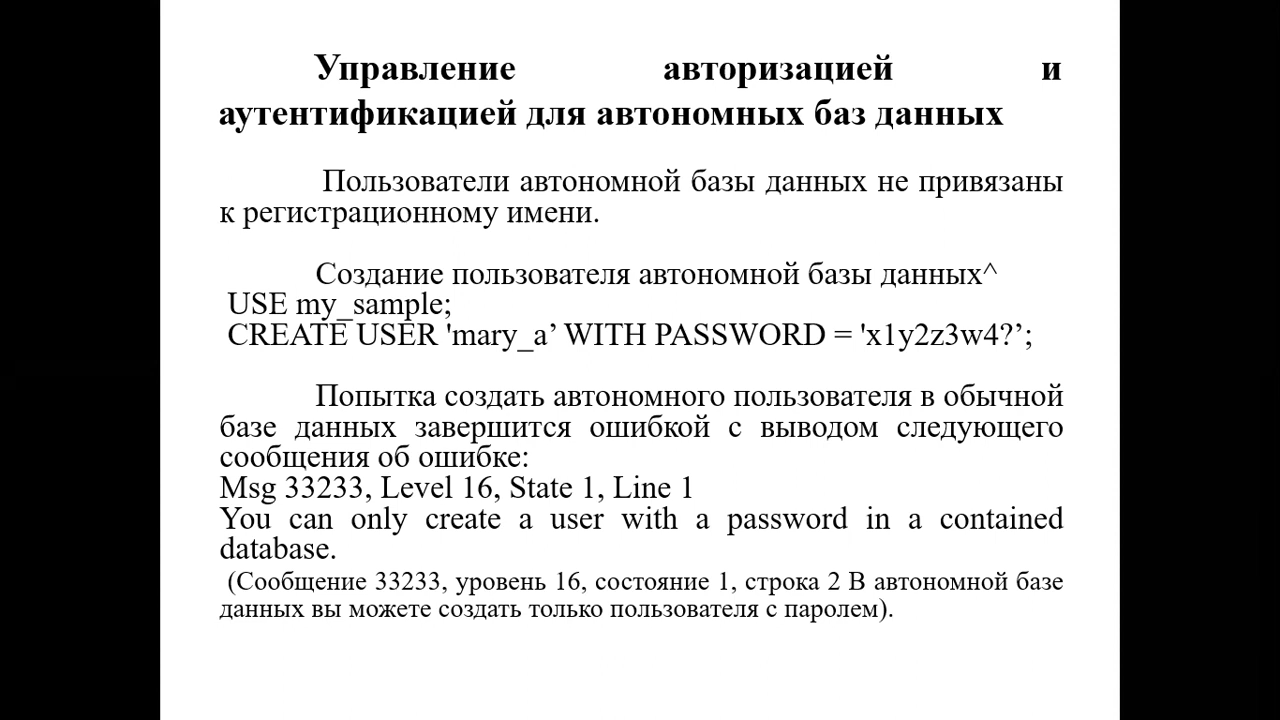 Управление авторизацией и
аутентификацией для автономных баз данных
Пользователи автономной базы данных не привязаны
к регистрационному имени.
Создание пользователя автономной базы данных^
USE my_sample;
CREATE USER 'mary_a’ WITH PASSWORD = 'x1y2z3w4?’;
Попытка создать автономного пользователя в обычной
базе данных завершится ошибкой с выводом следующего
сообщения об ошибке:
Msg 33233, Level 16, State 1, Line 1
You can only create a user with a password in a contained
database.
(Сообщение 33233, уровень 16, состояние 1, строка 2 В автономной базе
данных вы можете создать только пользователя с паролем).